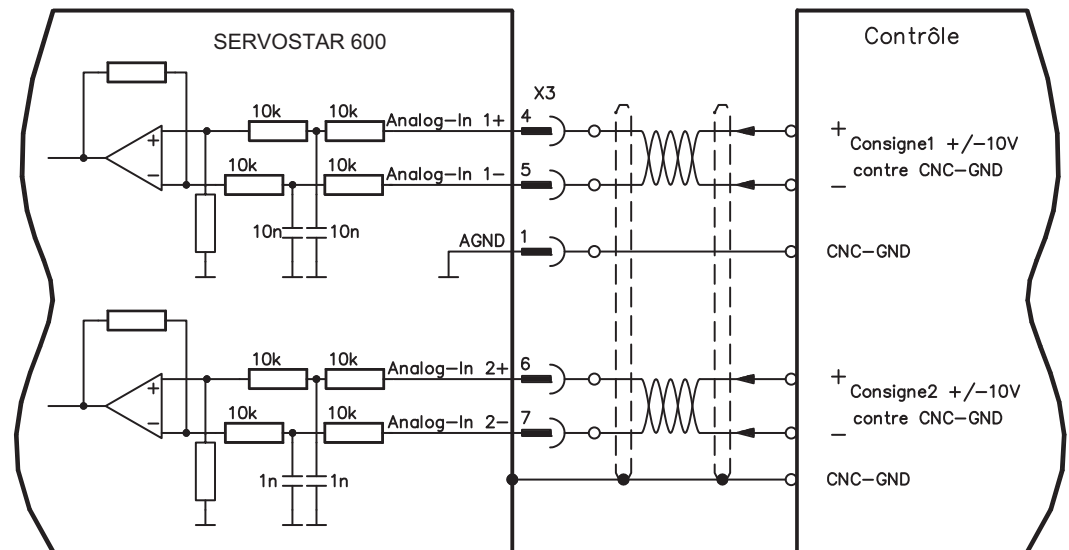 SERVOSTAR 600
Contrôle
X3
10k
10k
Analog-In 1+
4
+
+
Consigne1 +/-10V
contre CNC-GND
-
-
10k
10k
Analog-In 1-
5
10n
10n
AGND
1
CNC-GND
10k
10k
Analog-In 2+
6
+
+
Consigne2 +/-10V
contre CNC-GND
-
-
10k
10k
Analog-In 2-
7
1n
1n
CNC-GND